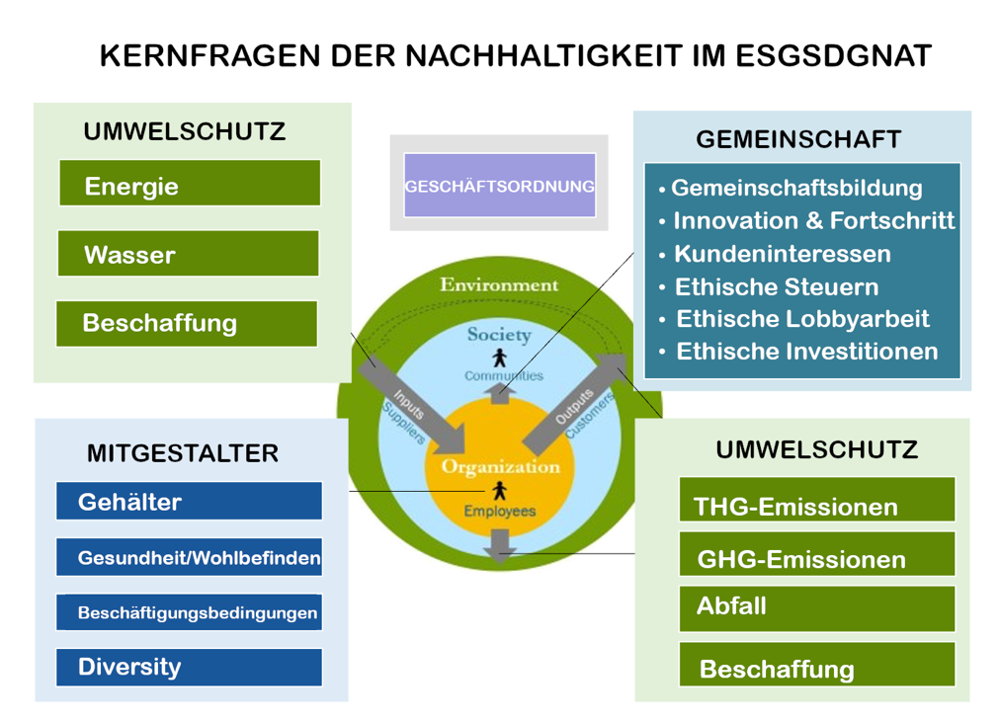 KERNFRAGEN DER NACHHALTIGKEIT IM ESGSDGNAT
UMWELSCHUTZ
Energie
Wasser
Beschaffung
GESCHÄFTSORDNUNG
GEMEINSCHAFT
• Gemeinschaftsbildung
• Innovation & Fortschritt
• Kundeninteressen
• Ethische Steuern
• Ethische Lobbyarbeit
• Ethische Investitionen
Environment
Society
Communities
Inputs
Suppliers
Outputs
Customers
Organization
Employees
MITGESTALTER
Gehälter
Gesundheit/Wohlbefinden
Beschäftigungsbedingungen
Diversity
UMWELSCHUTZ
THG-Emissionen
GHG-Emissionen
Abfall
Beschaffung